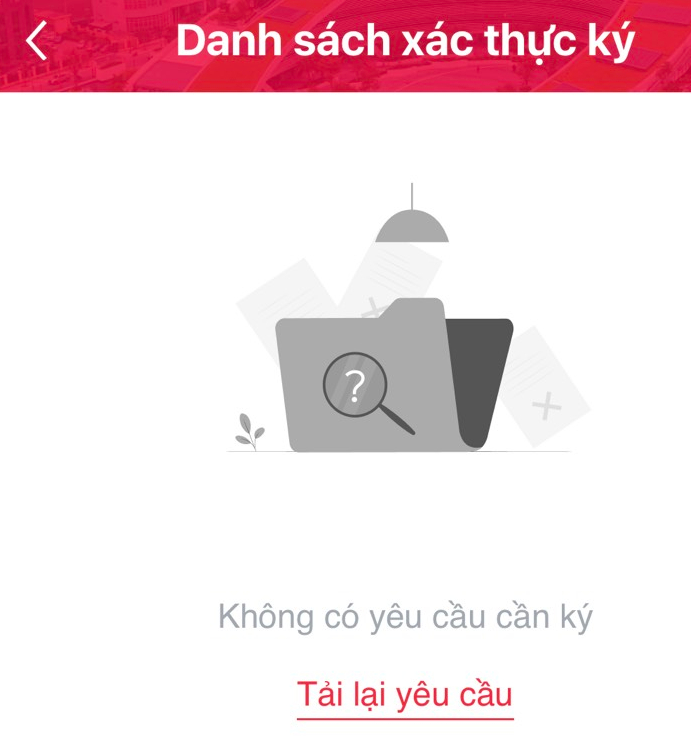 Danh sách xác thực ký
?
Không có yêu cầu cần ký
Tải lại yêu cầu